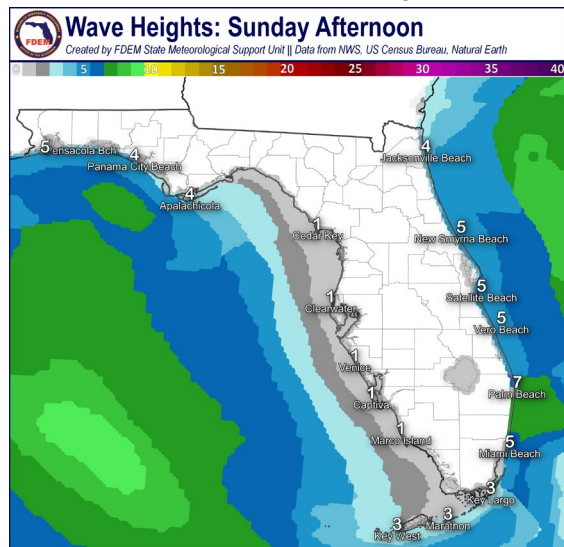 Wave Heights: Sunday Afternoon
FDEM
Created by FDEM State Meteorological Support Unit || Data from NWS, US Census Bureau, Natural Earth
0 5 10 15 20 25 30 35 40
5
ensacola Bch
4
Panama City Beach
4
Jacksonville Beach
4
Apalachicola
1
Cedar Key
5
New Smyrna Beach
1
Clearwater
5
Satellite Beach
5
Vero Beach
1
Venice
7
Palm Beach
1
Captiva
1
Marco Island
5
Miami Beach
3
Key Largo
3
Marathon
3
Key West